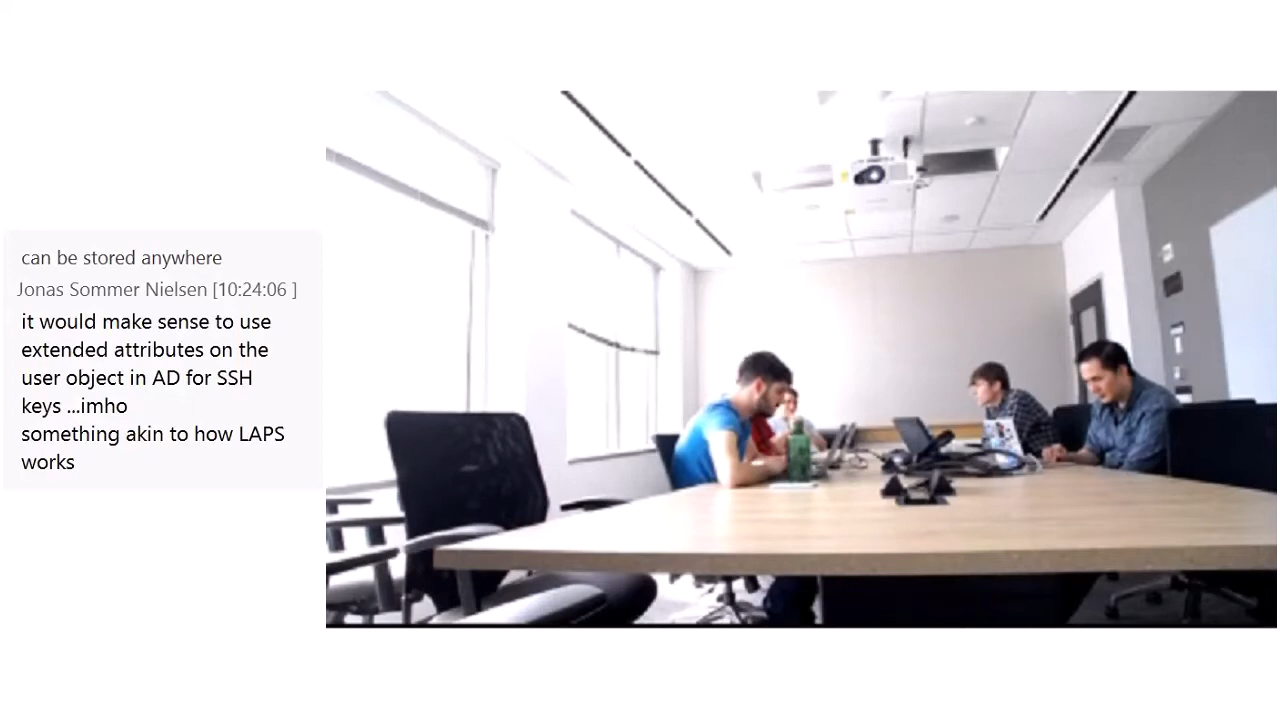 can be stored anywhere
Jonas Sommer Nielsen [10:24:06 ]
it would make sense to use
extended attributes on the
user object in AD for SSH
keys ...imho
something akin to how LAPS
works